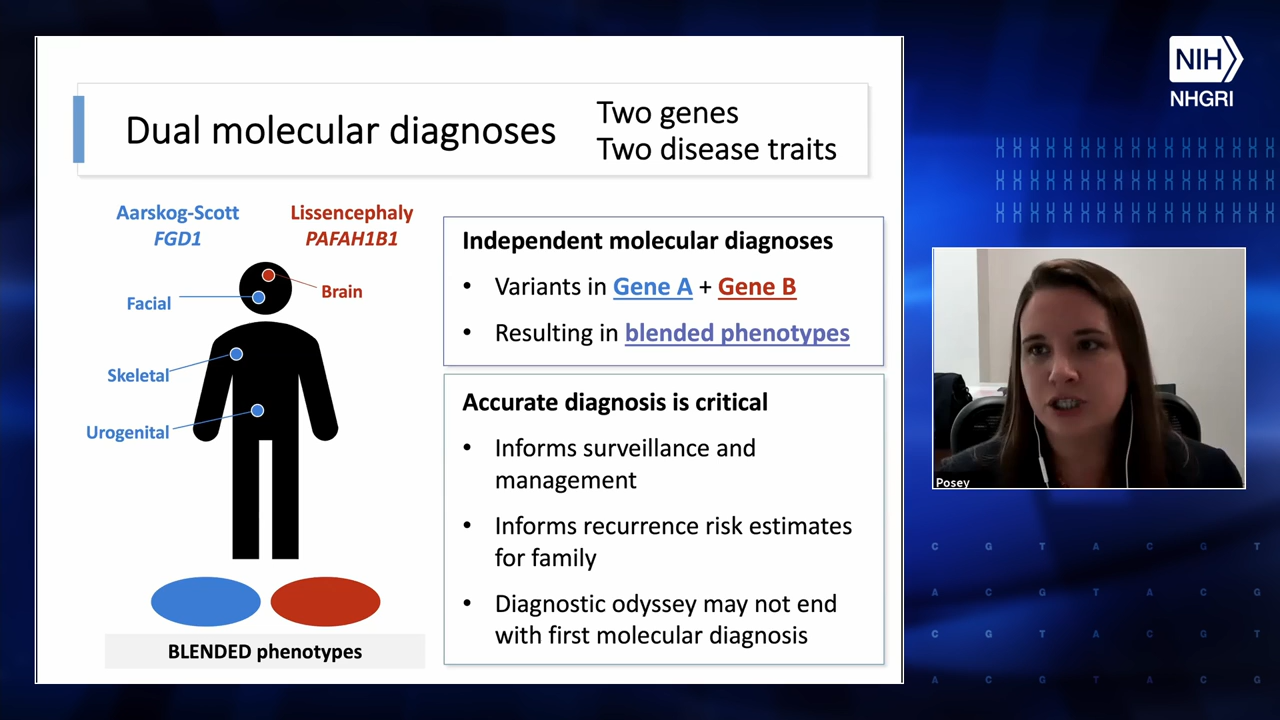 Dual molecular diagnoses
Two genes
Two disease traits
Aarskog-Scott
FGD1
Lissencephaly
PAFAH1B1
Facial
Brain
Skeletal
Urogenital
BLENDED phenotypes
Independent molecular diagnoses
• Variants in Gene A + Gene B
• Resulting in blended phenotypes
Accurate diagnosis is critical
• Informs surveillance and
management
• Informs recurrence risk estimates
for family
• Diagnostic odyssey may not end
with first molecular diagnosis
NIH
NHGRI
Posey
C G T A C G T
A C G T A C G
C G T A C G T
A C G T A C G